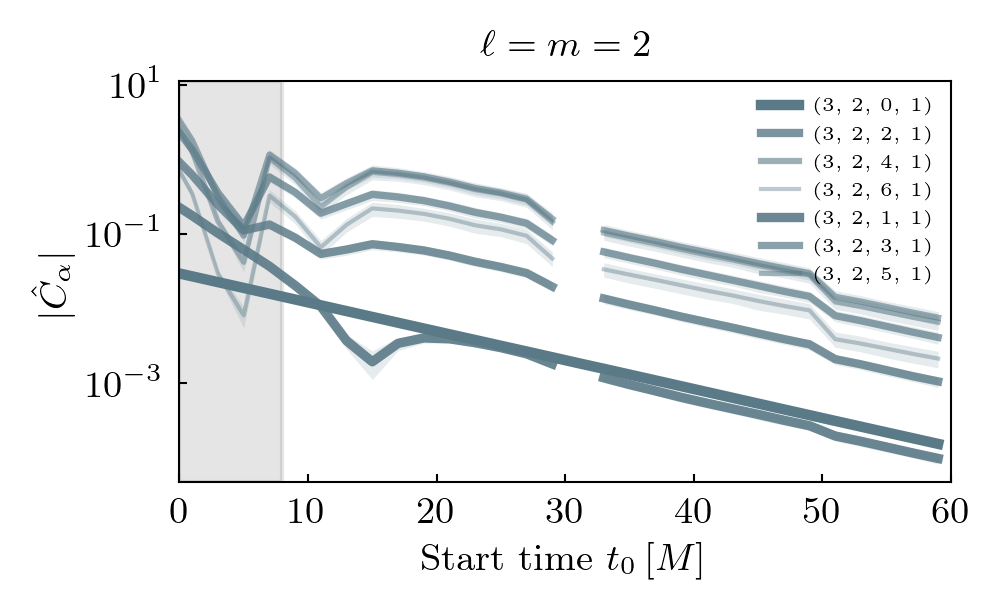 ℓ = m = 2
|Ĉ_α|
10^1
10^{-1}
10^{-3}
(3, 2, 0, 1)
(3, 2, 2, 1)
(3, 2, 4, 1)
(3, 2, 6, 1)
(3, 2, 1, 1)
(3, 2, 3, 1)
(3, 2, 5, 1)
0 10 20 30 40 50 60
Start time t_0 [M]